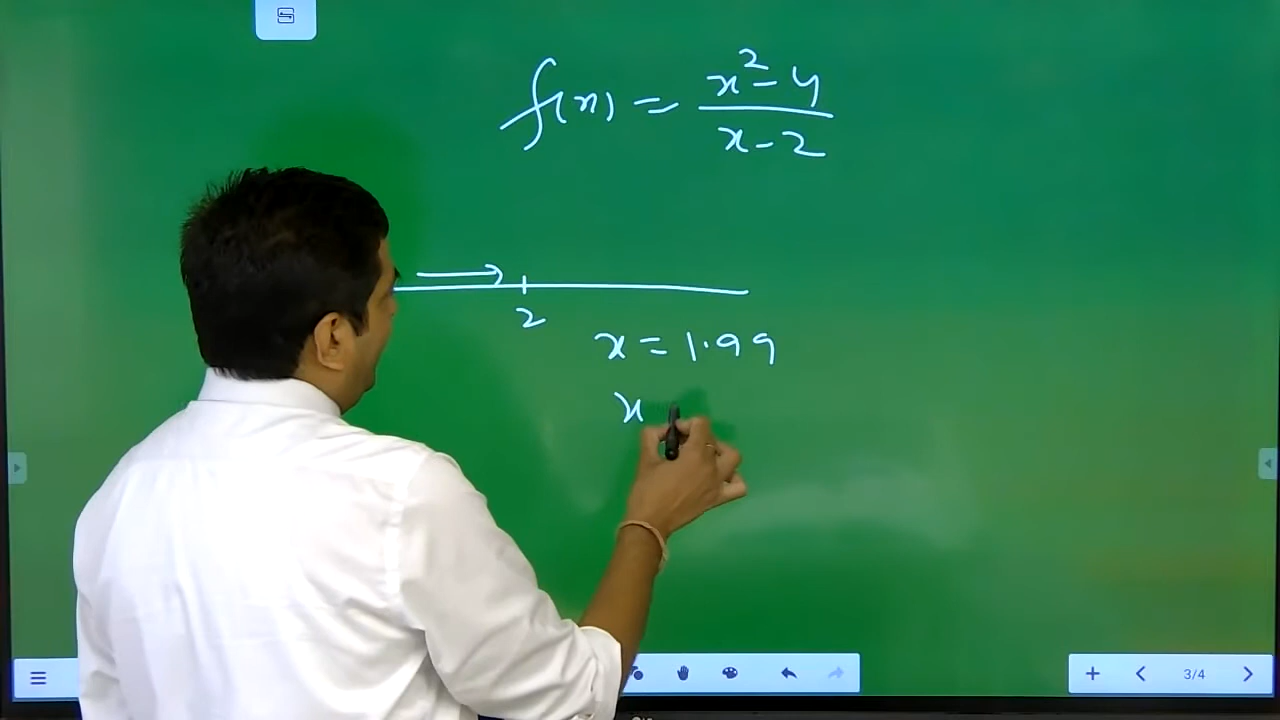 f(x) = x² - 4 / x - 2
2
x = 1.99
x
3/4